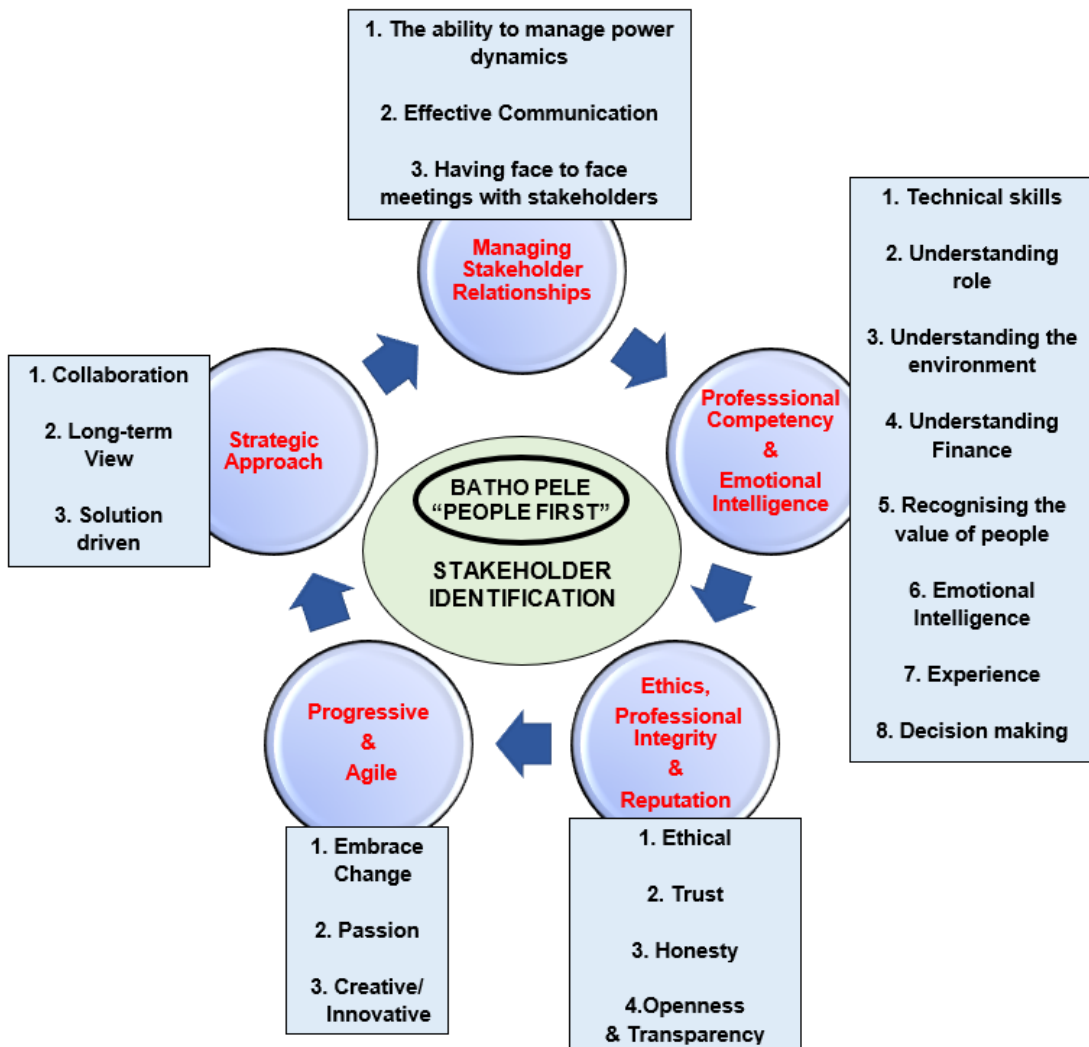 1. The ability to manage power
dynamics
2. Effective Communication
3. Having face to face
meetings with stakeholders
Managing
Stakeholder
Relationships
1. Technical skills
2. Understanding
role
3. Understanding the
environment
4. Understanding
Finance
5. Recognising the
value of people
6. Emotional
Intelligence
7. Experience
8. Decision making
Professsional
Competency
&
Emotional
Intelligence
1. Collaboration
2. Long-term
View
3. Solution
driven
Strategic
Approach
BATHO PELE
“PEOPLE FIRST”
STAKEHOLDER
IDENTIFICATION
Ethics,
Professional
Integrity
&
Reputation
1. Ethical
2. Trust
3. Honesty
4.Openness
& Transparency
Progressive
&
Agile
1. Embrace
Change
2. Passion
3. Creative/
Innovative